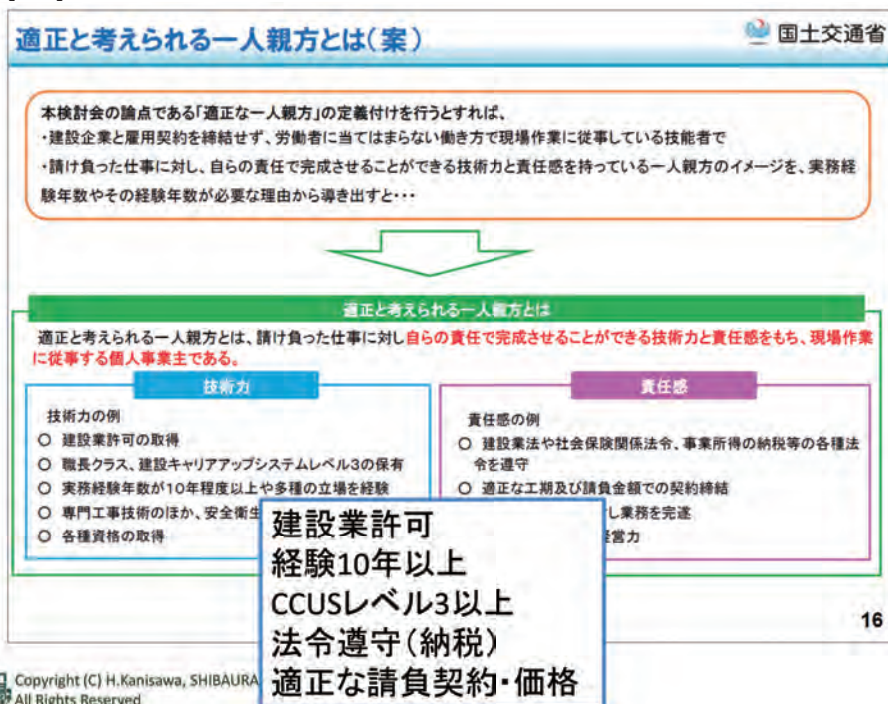 適正と考えられる一人親方とは(案)
国土交通省
本検討会の論点である「適正な一人親方」の定義付けを行うとすれば、
・建設企業と雇用契約を締結せず、労働者に当てはまらない働き方で現場作業に従事している技能者で
・請け負った仕事に対し、自らの責任で完成させることができる技術力と責任感を持っている一人親方のイメージを、実務経
験年数やその経験年数が必要な理由から導き出すと・・・
適正と考えられる一人親方とは
適正と考えられる一人親方とは、請け負った仕事に対し自らの責任で完成させることができる技術力と責任感をもち、現場作業
に従事する個人事業主である。
技術力
技術力の例
○ 建設業許可の取得
○ 職長クラス、建設キャリアアップシステムレベル3の保有
○ 実務経験年数が10年程度以上や多種の立場を経験
○ 専門工事技術のほか、安全衛生
○ 各種資格の取得
責任感
責任感の例
○ 建設業法や社会保険関係法令、事業所得の納税等の各種法
令を遵守
○ 適正な工期及び請負金額での契約締結
し業務を完遂
営力
建設業許可
経験10年以上
CCUSレベル3以上
法令遵守(納税)
適正な請負契約・価格
16
Copyright (C) H.Kanisawa, SHIBAURA
All Rights Reserved